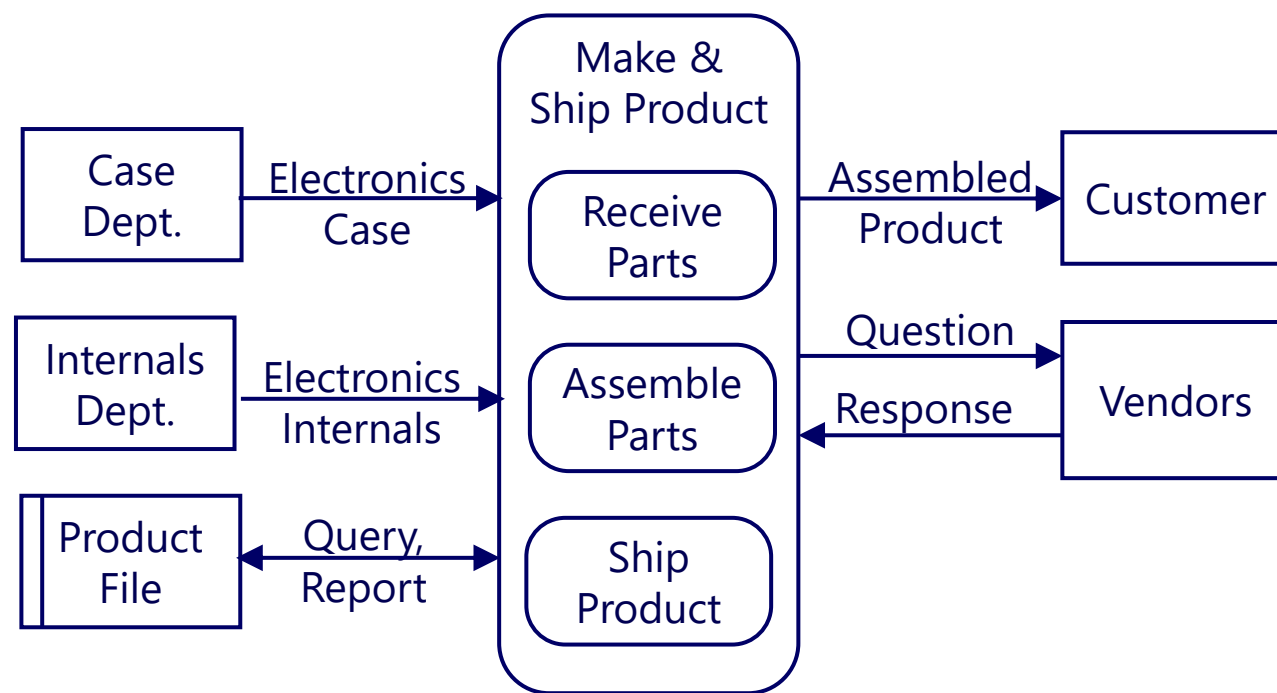 Make &
Ship Product
Case
Dept.
Electronics
Case
Receive
Parts
Assembled
Product
Customer
Internals
Dept.
Electronics
Internals
Assemble
Parts
Question
Response
Vendors
Product
File
Query,
Report
Ship
Product